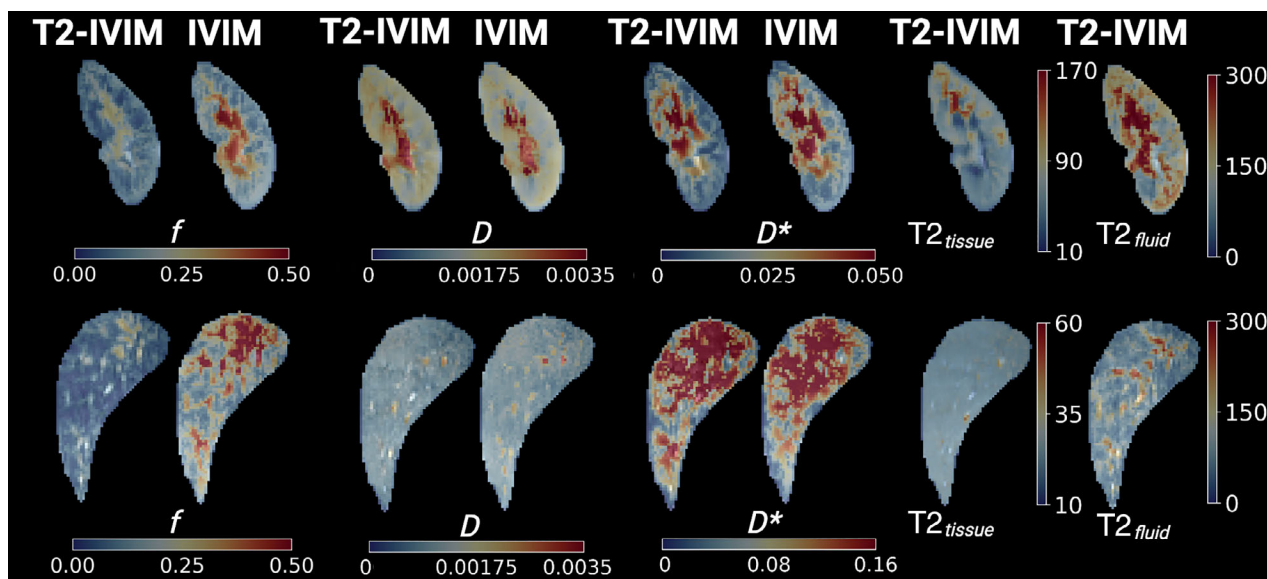 T2-IVIM IVIM T2-IVIM IVIM T2-IVIM IVIM T2-IVIM T2-IVIM
170 300
90 150
10 0
f D D* T2tissue T2fluid
0.00 0.25 0.50 0 0.00175 0.0035 0 0.025 0.050
60 300
35 150
10 0
f D D* T2tissue T2fluid
0.00 0.25 0.50 0 0.00175 0.0035 0 0.08 0.16